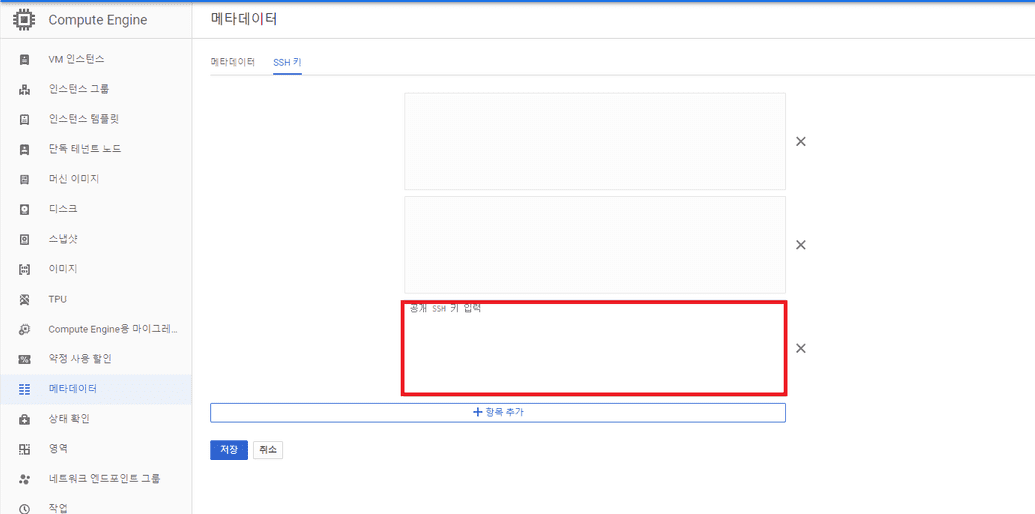 Compute Engine
메타데이터
VM 인스턴스
인스턴스 그룹
인스턴스 템플릿
단독 테넌트 노드
머신 이미지
디스크
스냅샷
이미지
TPU
Compute Engine용 마이그레...
약정 사용 할인
메타데이터
상태 확인
영역
네트워크 엔드포인트 그룹
작업
메타데이터 SSH 키
공개 SSH 키 입력
+ 항목 추가
저장 취소